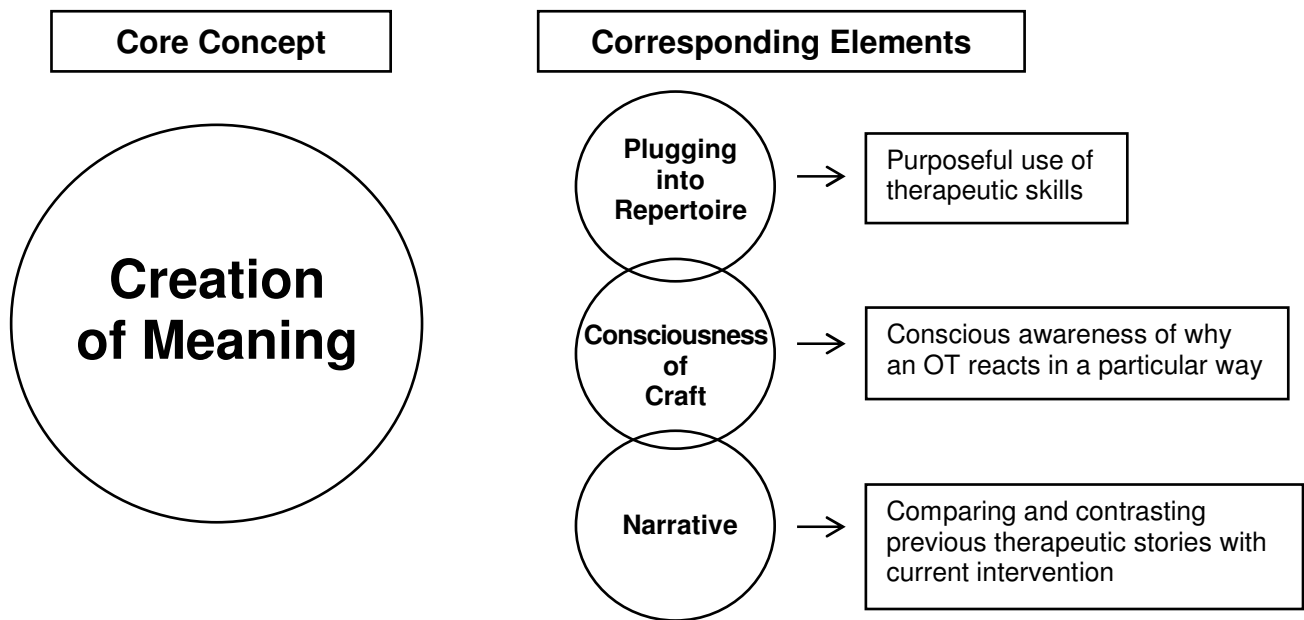 Core Concept
Corresponding Elements
Creation
of Meaning
Plugging
into
Repertoire
Purposeful use of
therapeutic skills
Consciousness
of
Craft
Conscious awareness of why
an OT reacts in a particular way
Narrative
Comparing and contrasting
previous therapeutic stories with
current intervention